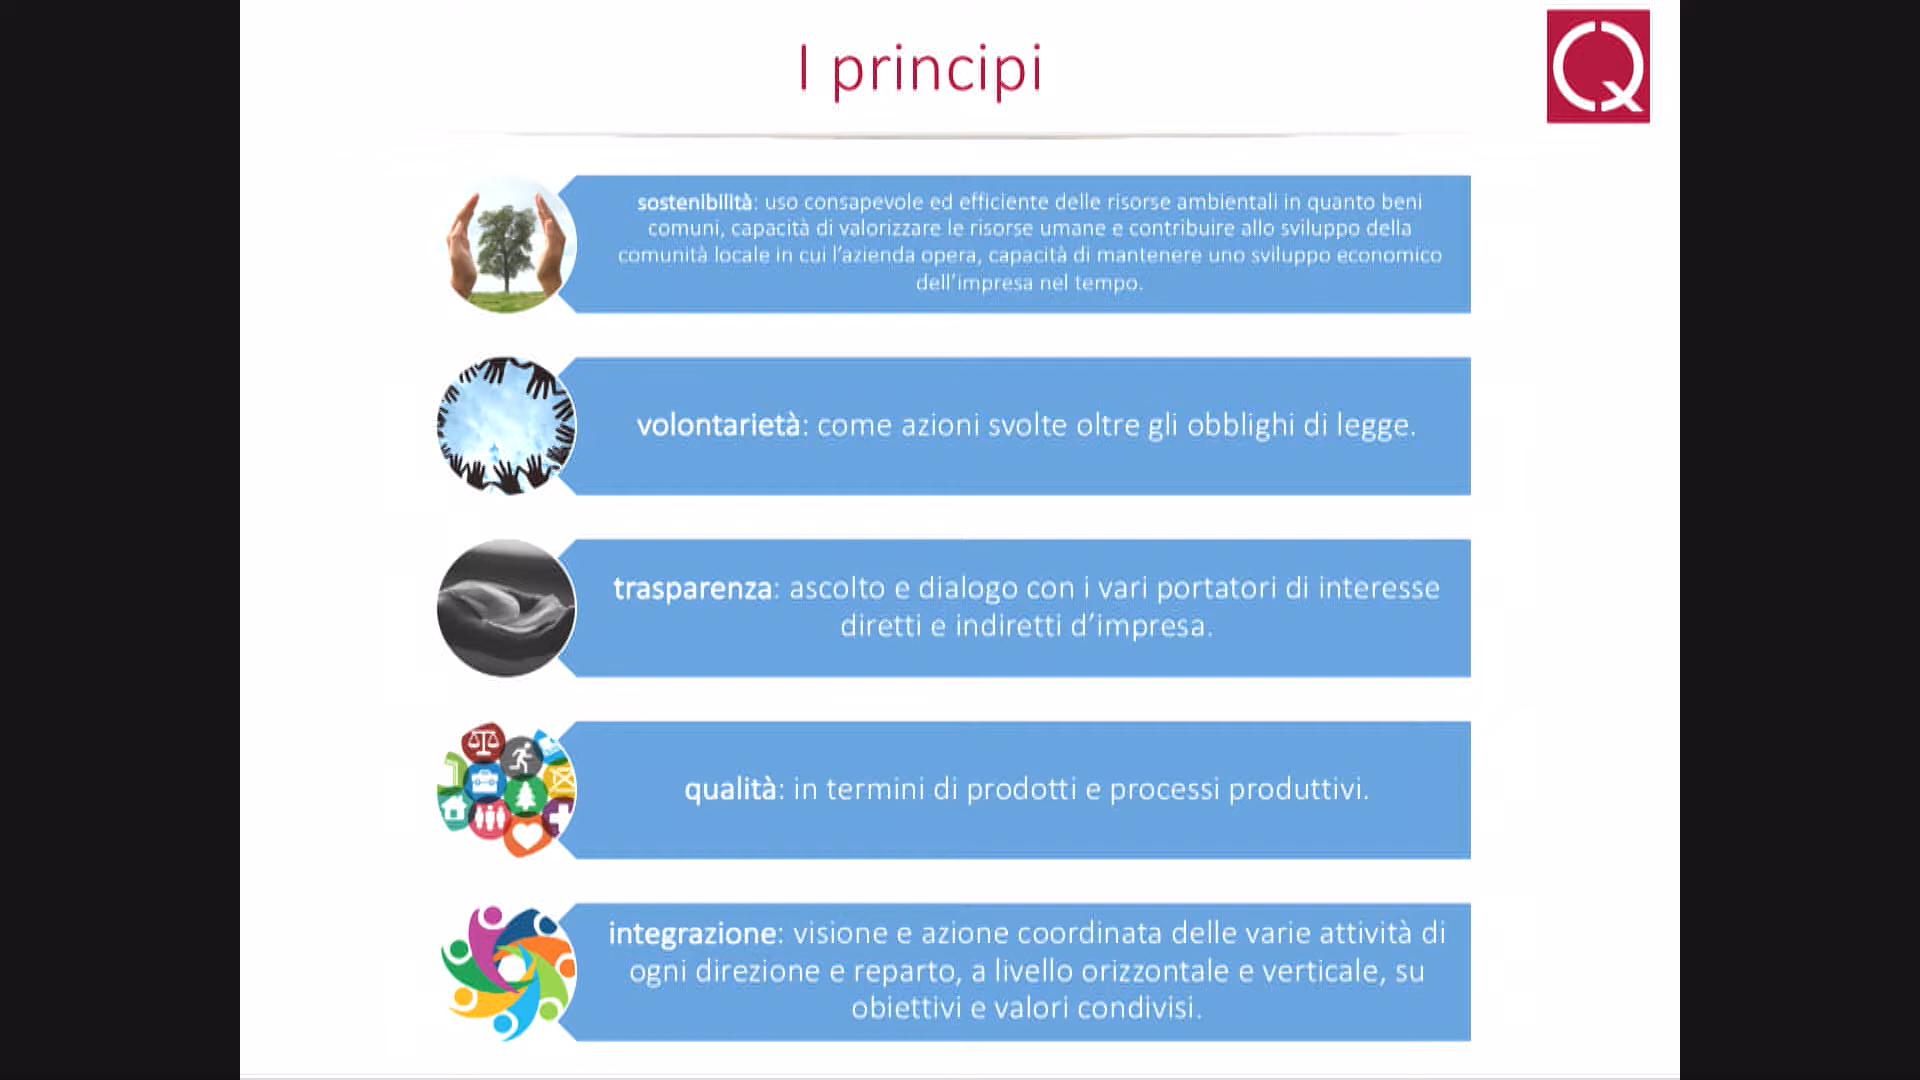 I principi
sostenibilità: uso consapevole ed efficiente delle risorse ambientali in quanto beni
comuni, capacità di valorizzare le risorse umane e contribuire allo sviluppo della
comunità locale in cui l'azienda opera, capacità di mantenere uno sviluppo economico
dell'impresa nel tempo.
volontarietà: come azioni svolte oltre gli obblighi di legge.
trasparenza: ascolto e dialogo con i vari portatori di interesse
diretti e indiretti d'impresa.
qualità: in termini di prodotti e processi produttivi.
integrazione: visione e azione coordinata delle varie attività di
ogni direzione e reparto, a livello orizzontale e verticale, su
obiettivi e valori condivisi.